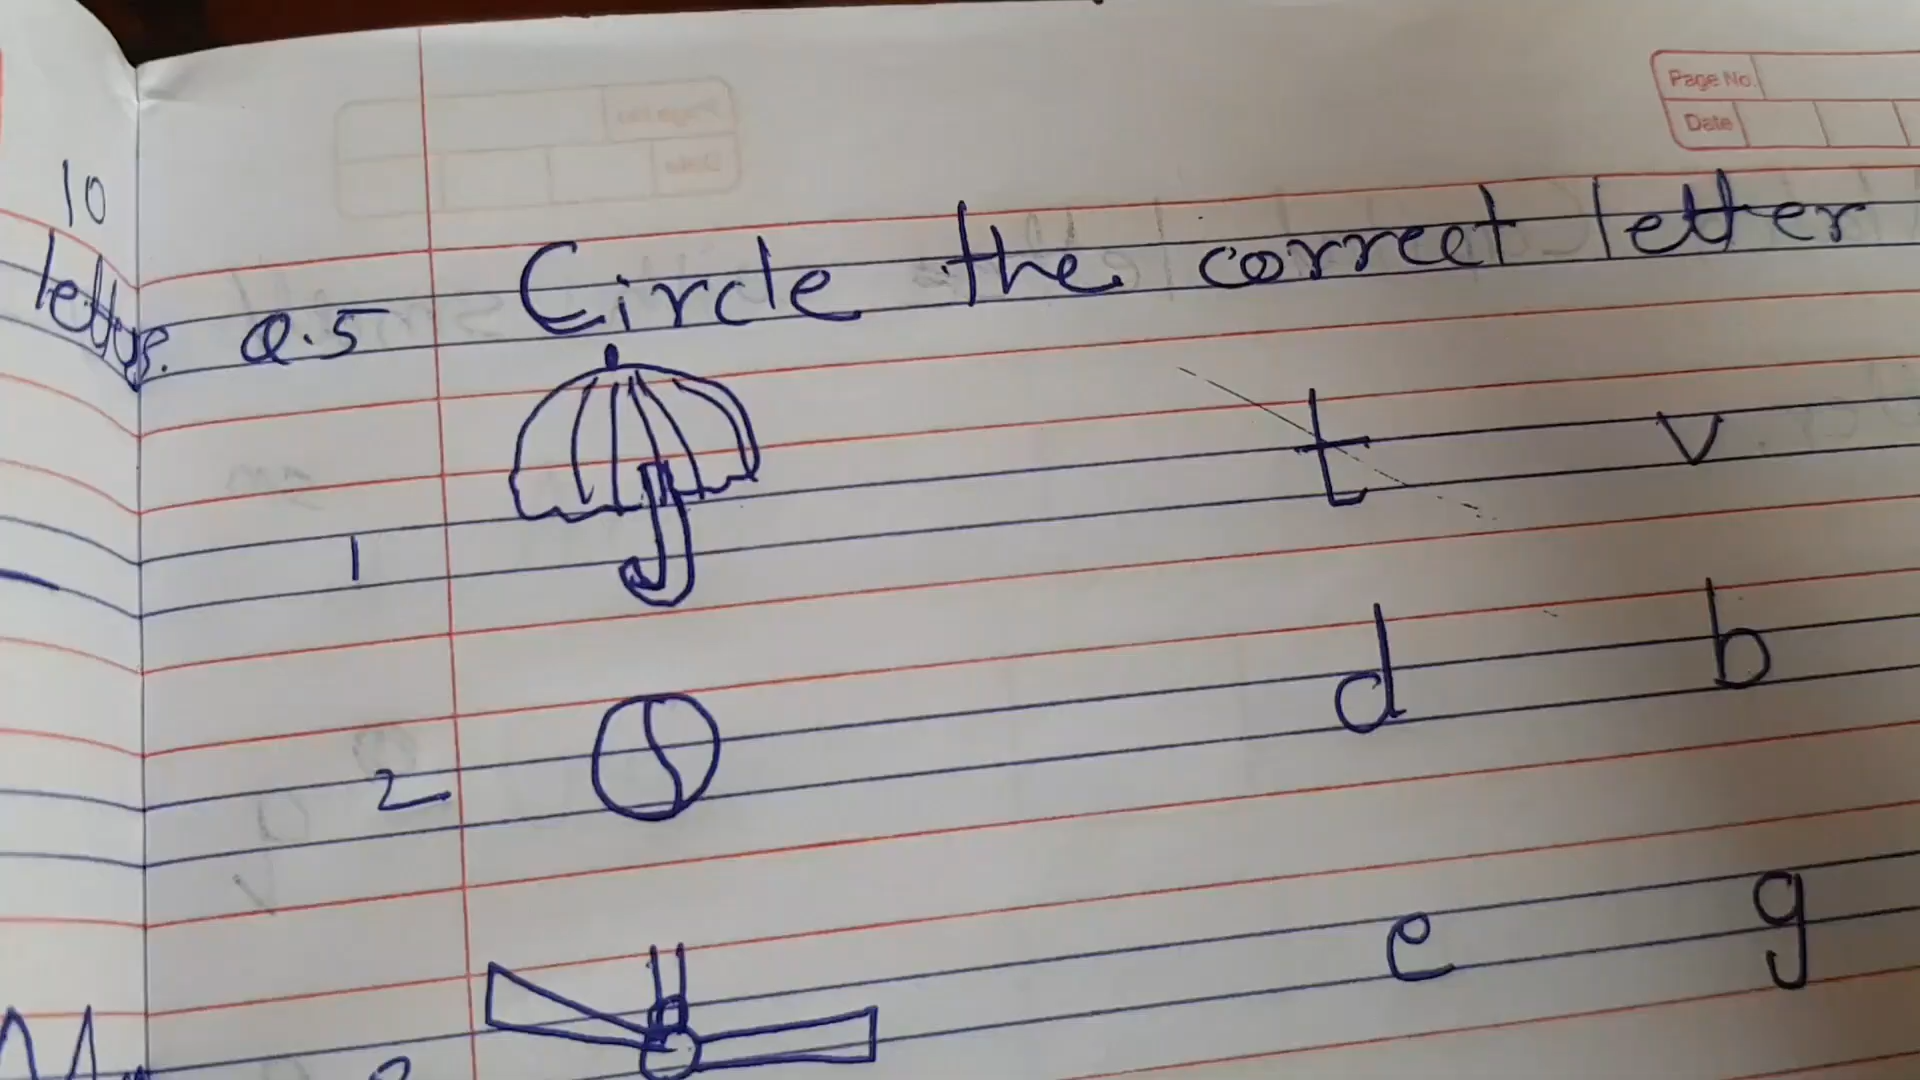 Page No.
Date
10
letters.
Q.5 Circle the correct letter
1 t v
2 d b
e g